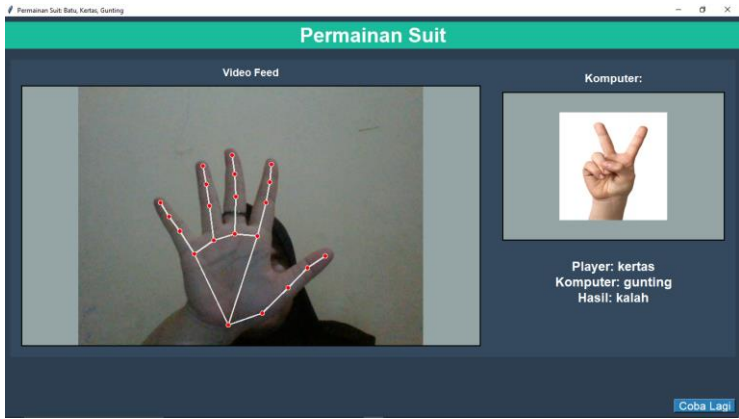 Permainan Suit: Batu, Kertas, Gunting
Permainan Suit
Video Feed
Komputer:
Player: kertas
Komputer: gunting
Hasil: kalah
Coba Lagi